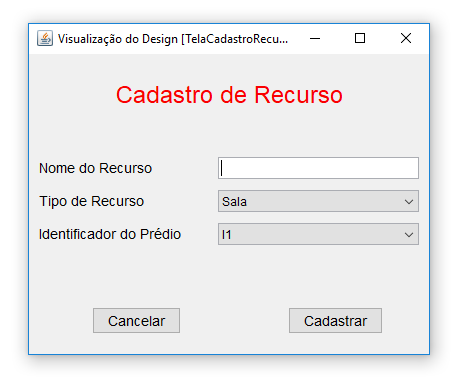 Visualização do Design [TelaCadastroRecu...
Cadastro de Recurso
Nome do Recurso
Tipo de Recurso Sala
Identificador do Prédio I1
Cancelar Cadastrar